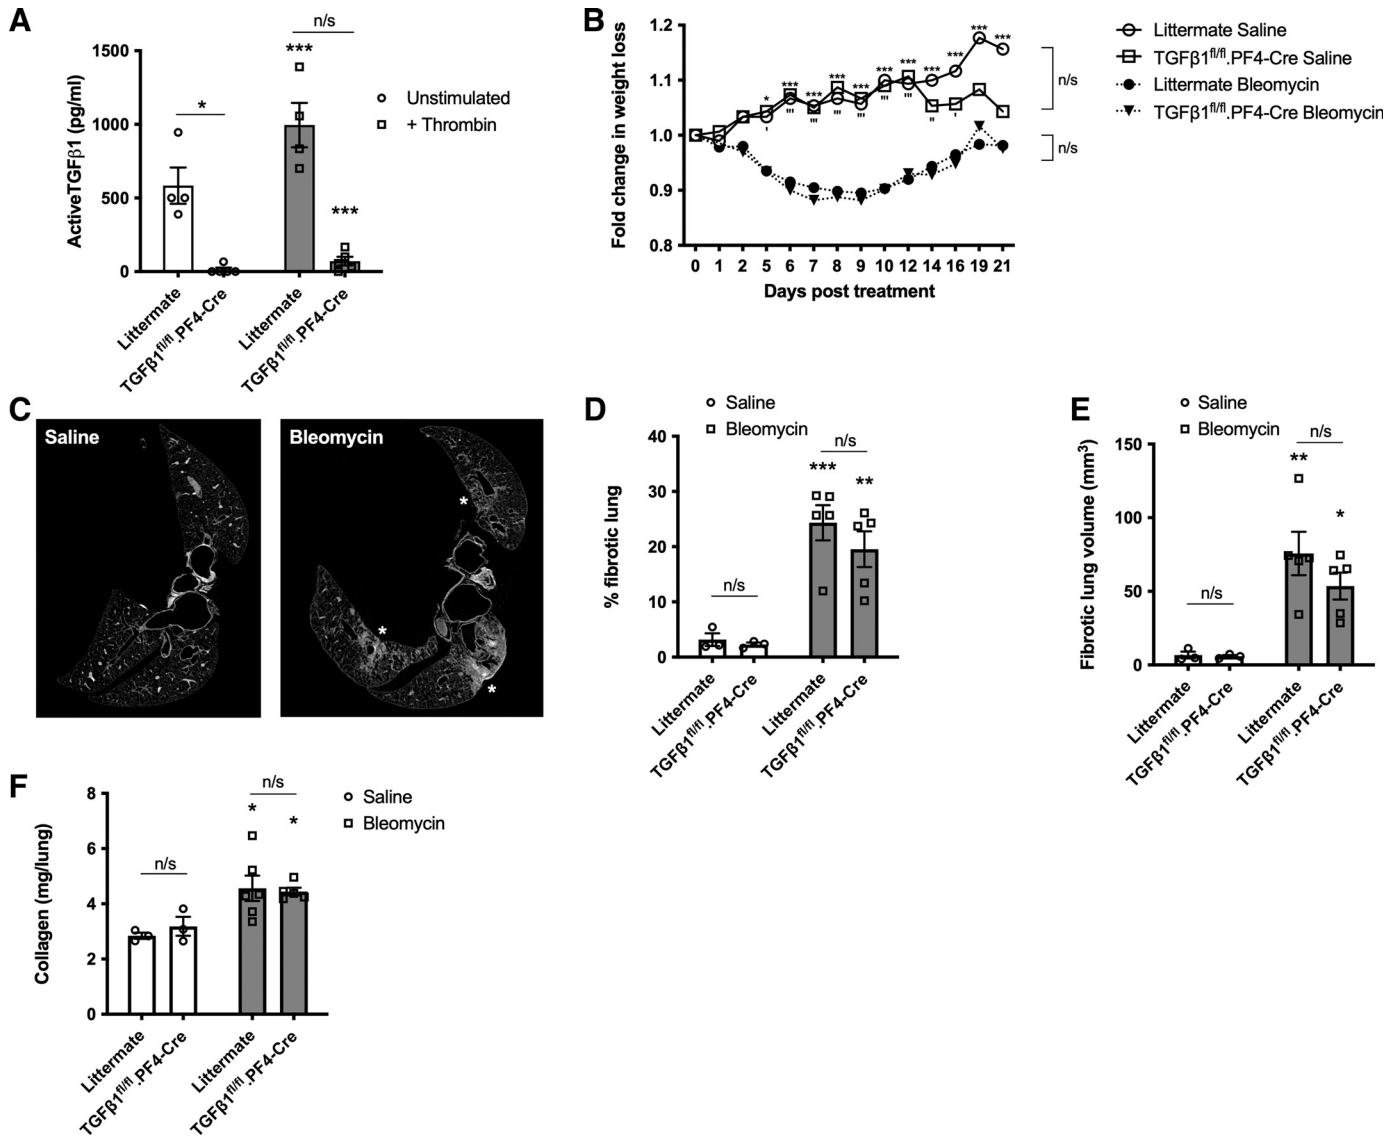 A
n/s
***
*
***
1500
1000
500
0
ActiveTGFβ1 (pg/ml)
Unstimulated
+ Thrombin
Littermate
TGFβ1fl/fl.PF4-Cre
Littermate
TGFβ1fl/fl.PF4-Cre
B
1.2
1.1
1.0
0.9
0.8
Fold change in weight loss
* *** *** *** *** *** *** *** *** *** ***
' ''' ''' ''' ''' ''' ''' '' '
0 1 2 5 6 7 8 9 10 12 14 16 19 21
Days post treatment
n/s
n/s
Littermate Saline
TGFβ1fl/fl.PF4-Cre Saline
Littermate Bleomycin
TGFβ1fl/fl.PF4-Cre Bleomycin
C
Saline
Bleomycin
*
*
*
D
Saline
Bleomycin
n/s
***
**
n/s
40
30
20
10
0
% fibrotic lung
Littermate
TGFβ1fl/fl.PF4-Cre
Littermate
TGFβ1fl/fl.PF4-Cre
E
Saline
Bleomycin
n/s
**
*
n/s
150
100
50
0
Fibrotic lung volume (mm3)
Littermate
TGFβ1fl/fl.PF4-Cre
Littermate
TGFβ1fl/fl.PF4-Cre
F
n/s
*
*
n/s
8
6
4
2
0
Collagen (mg/lung)
Saline
Bleomycin
Littermate
TGFβ1fl/fl.PF4-Cre
Littermate
TGFβ1fl/fl.PF4-Cre